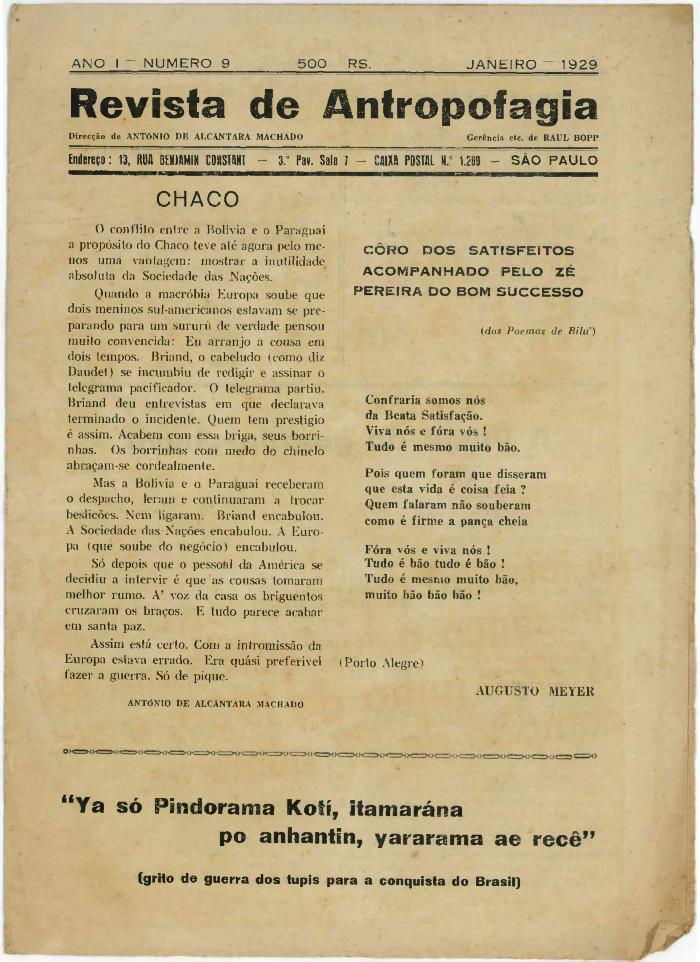 ANO I — NUMERO 9 500 RS. JANEIRO — 1929
Revista de Antropofagia
Direcção de ANTONIO DE ALCÂNTARA MACHADO Gerência etc. de RAUL BOPP
Endereço: 13, RUA BENJAMIN CONSTANT — 3.° Pav. Sala 7 — CAIXA POSTAL N.° 1.269 — SÃO PAULO
CHACO
O conflito entre a Bolivia e o Paraguai
a propósito do Chaco teve até agora pelo me-
nos uma vantagem: mostrar a inutilidade
absoluta da Sociedade das Nações.
Quando a macróbia Europa soube que
dois meninos sul-americanos estavam se pre-
parando para um sururú de verdade pensou
muito convencida: Eu arranjo a cousa em
dois tempos. Briand, o cabeludo (como diz
Daudet) se incumbiu de redigir e assinar o
telegrama pacificador. O telegrama partiu.
Briand deu entrevistas em que declarava
terminado o incidente. Quem tem prestigio
é assim. Acabem com essa briga, seus borri-
nhas. Os borrinhas com medo do chinelo
abraçam-se cordealmente.
Mas a Bolivia e o Paraguai receberam
o despacho, leram e continuaram a trocar
beslicões. Nem ligaram. Briand encabulou.
A Sociedade das Nações encabulou. A Euro-
pa (que soube do negócio) encabulou.
Só depois que o pessoal da América se
decidiu a intervir é que as cousas tomaram
melhor rumo. A' voz da casa os briguentos
cruzaram os braços. E tudo parece acabar
em santa paz.
Assim está certo. Com a intromissão da
Europa estava errado. Era quási preferivel
fazer a guerra. Só de pique.
ANTÓNIO DE ALCÂNTARA MACHADO
CÔRO DOS SATISFEITOS
ACOMPANHADO PELO ZÉ
PEREIRA DO BOM SUCCESSO
(dos Poemas de Bilu')
Confraria somos nós
da Beata Satisfação.
Viva nós e fóra vós !
Tudo é mesmo muito bão.
Pois quem foram que disseram
que esta vida é coisa feia ?
Quem falaram não souberam
como é firme a pança cheia
Fóra vós e viva nós !
Tudo é bão tudo é bão !
Tudo é mesmo muito bão,
muito bão bão bão !
(Porto Alegre)
AUGUSTO MEYER
“Ya só Pindorama Kotí, itamarána
po anhantin, yararama ae recê”
(grito de guerra dos tupis para a conquista do Brasil)